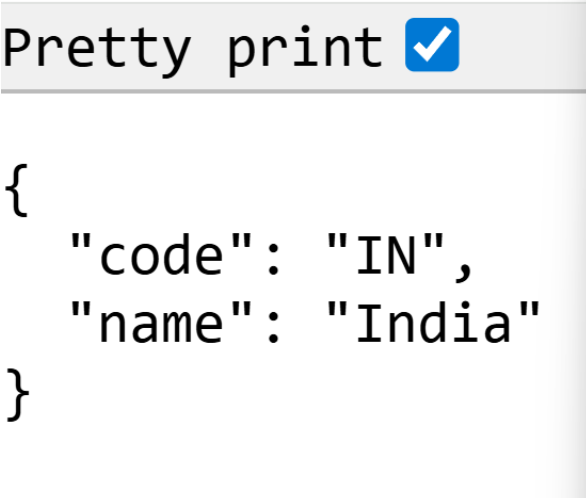 Pretty print
{
  "code": "IN",
  "name": "India"
}